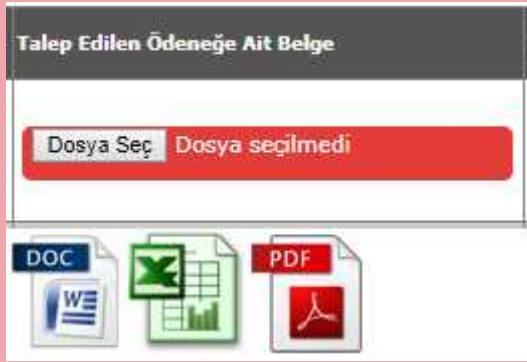 Talep Edilen Ödeneğe Ait Belge
Dosya Seç Dosya seçilmedi
DOC PDF
W X